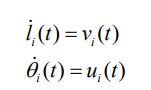 l̇ᵢ(t) = vᵢ(t)
θ̇ᵢ(t) = uᵢ(t)